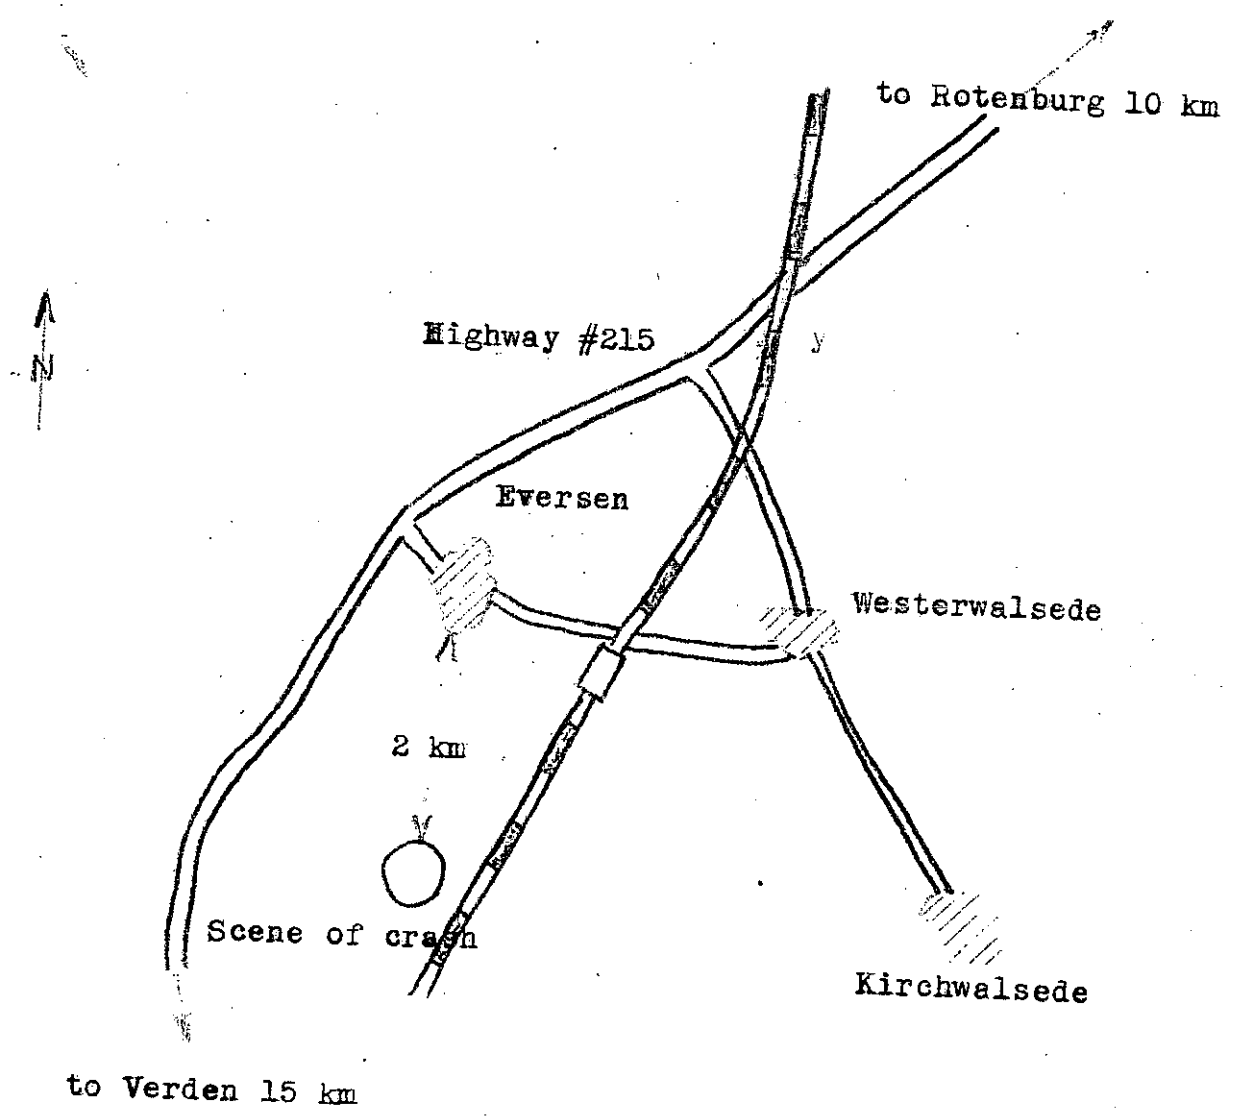 to Rotenburg 10 km
Highway #215
y
N
Eversen
Westerwalsede
2 km
Scene of crash
Kirchwalsede
to Verden 15 km